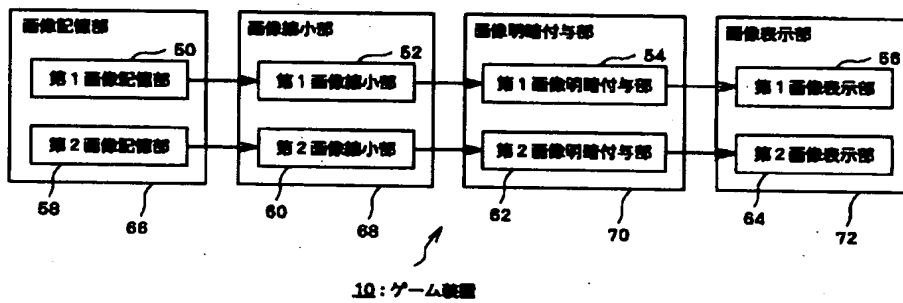 画像記憶部
50
第1画像記憶部
第2画像記憶部
58
66
画像縮小部
52
第1画像縮小部
第2画像縮小部
60
68
画像明暗付与部
54
第1画像明暗付与部
第2画像明暗付与部
62
70
画像表示部
56
第1画像表示部
第2画像表示部
64
72
10:ゲーム装置